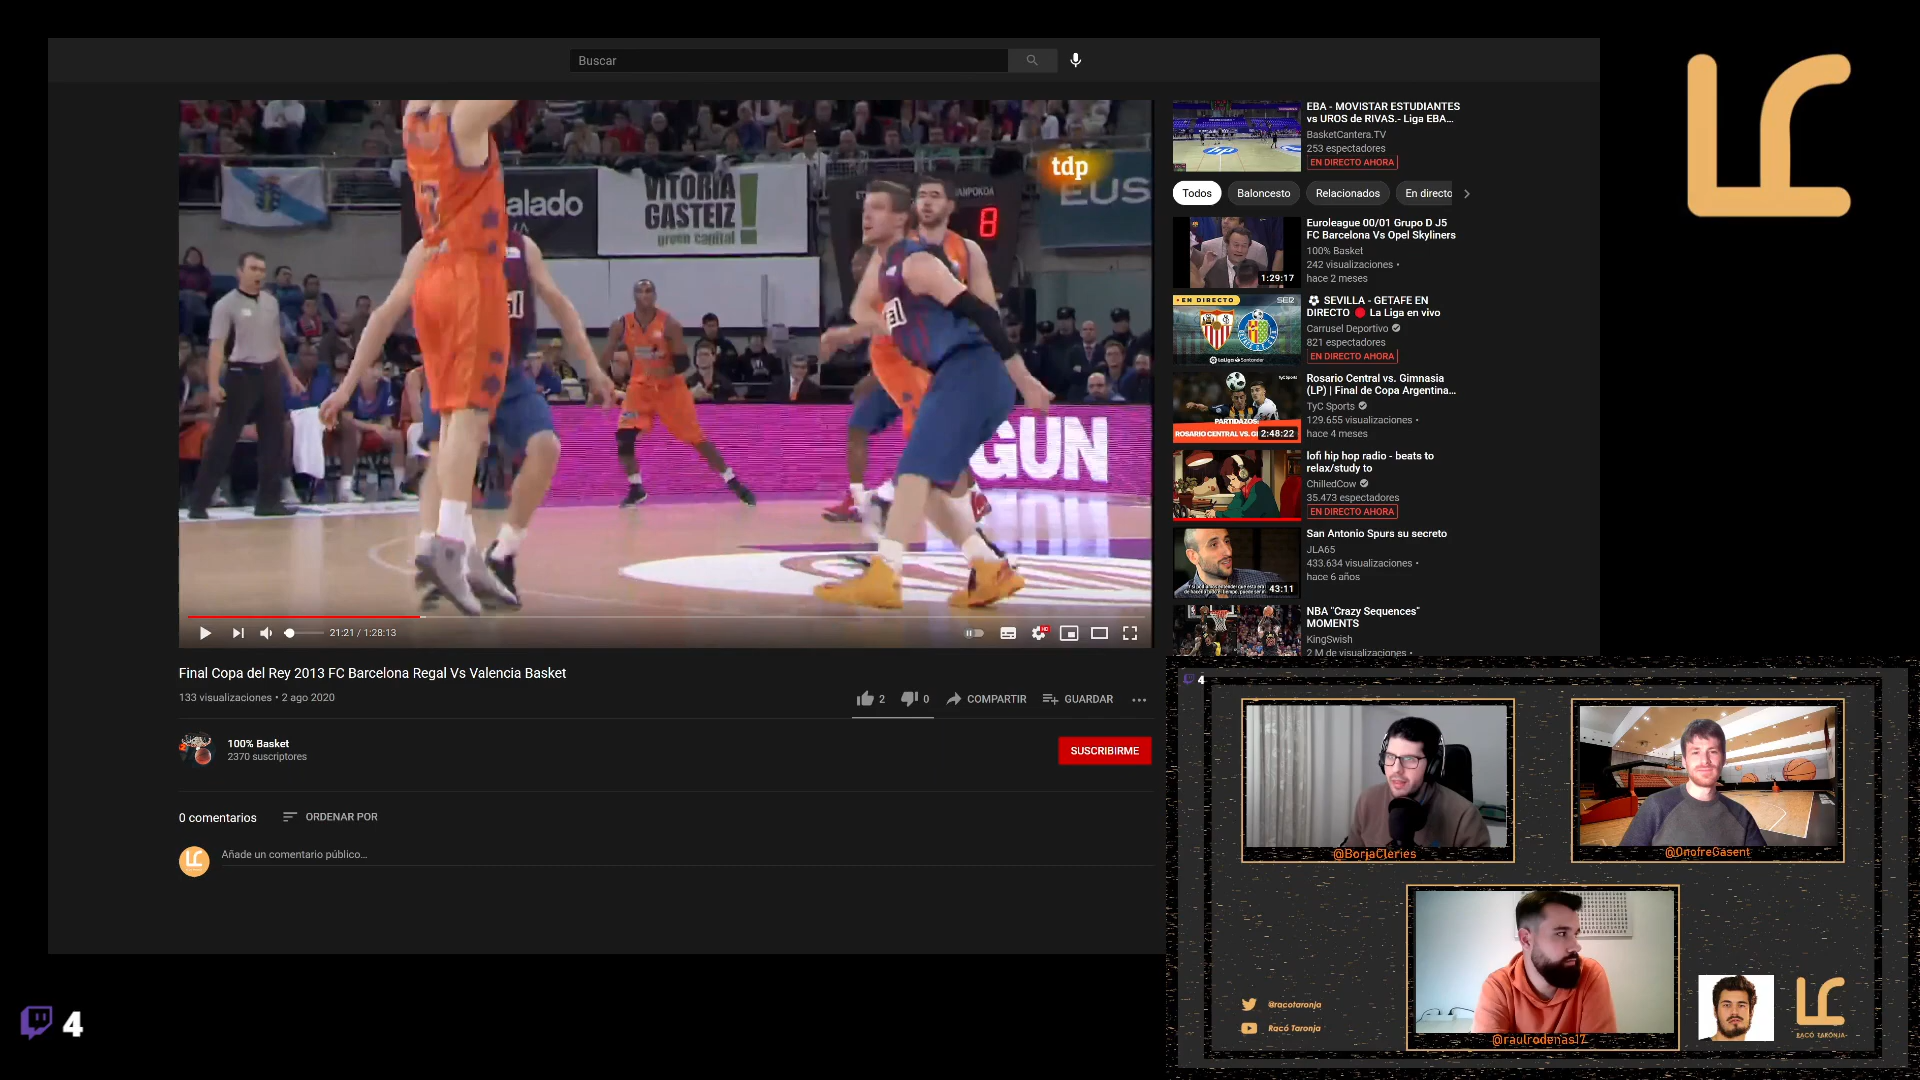 Buscar
alado
VITORIA
GASTEIZ!
green capital
tdp
EUS
8
GUN
21:21 / 1:28:13
HD
Final Copa del Rey 2013 FC Barcelona Regal Vs Valencia Basket
133 visualizaciones • 2 ago 2020
2
0
COMPARTIR
GUARDAR
100% Basket
2370 suscriptores
SUSCRIBIRME
0 comentarios
ORDENAR POR
Añade un comentario público...
EBA - MOVISTAR ESTUDIANTES
vs UROS de RIVAS.- Liga EBA...
BasketCantera.TV
253 espectadores
EN DIRECTO AHORA
Todos
Baloncesto
Relacionados
En directo
Euroleague 00/01 Grupo D J5
FC Barcelona Vs Opel Skyliners
100% Basket
242 visualizaciones •
hace 2 meses
1:29:17
EN DIRECTO
SER
SEVILLA - GETAFE EN
DIRECTO 🔴 La Liga en vivo
Carrusel Deportivo
821 espectadores
EN DIRECTO AHORA
Rosario Central vs. Gimnasia
(LP) | Final de Copa Argentina...
TyC Sports
129.655 visualizaciones •
hace 4 meses
PARTIDAZOS
ROSARIO CENTRAL VS. G
2:48:22
lofi hip hop radio - beats to
relax/study to
ChilledCow
35.473 espectadores
EN DIRECTO AHORA
San Antonio Spurs su secreto
JLA65
433.634 visualizaciones •
hace 6 años
43:11
NBA "Crazy Sequences"
MOMENTS
KingSwish
2 M de visualizaciones •
4
@BorjaCleries
@OnofreGasent
@raulrodenas17
@racotaronja
Racó Taronja
RACÓ TARONJA
4